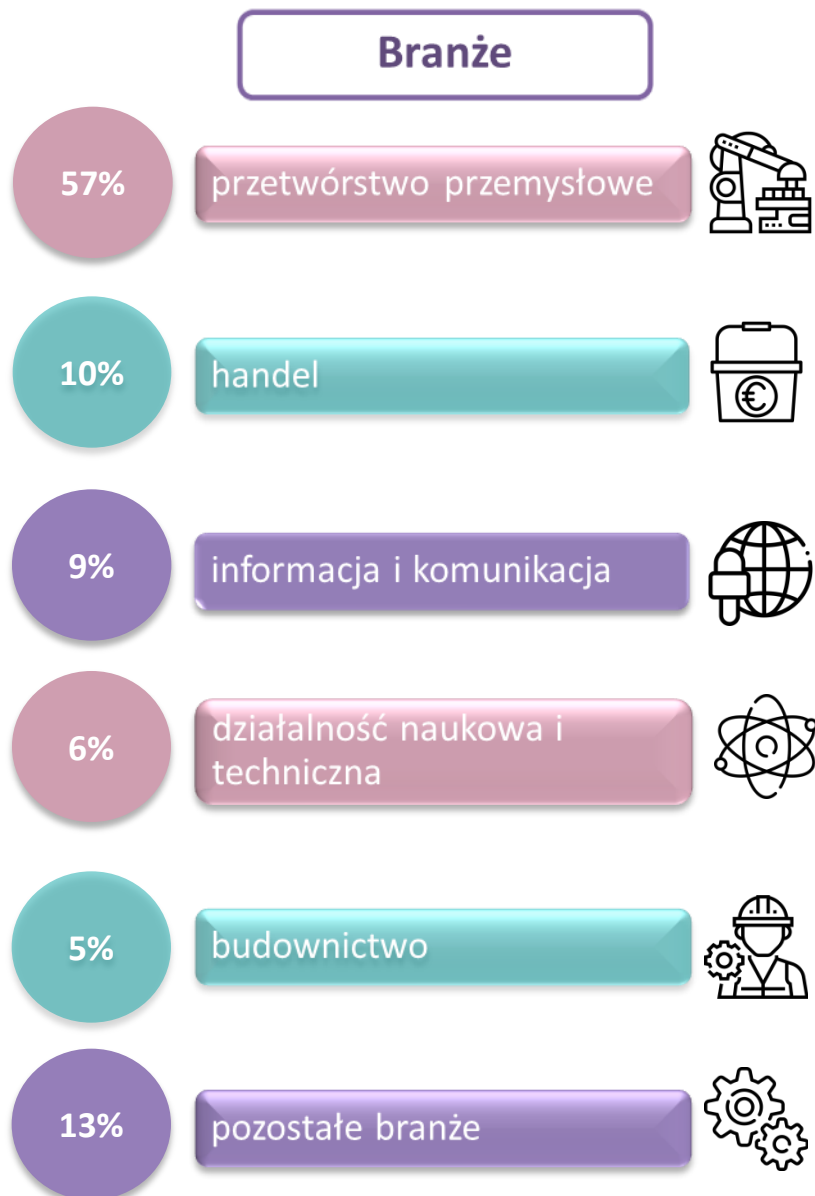 Branże
57%
przetwórstwo przemysłowe
10%
handel
€
9%
informacja i komunikacja
6%
działalność naukowa i
techniczna
5%
budownictwo
13%
pozostałe branże